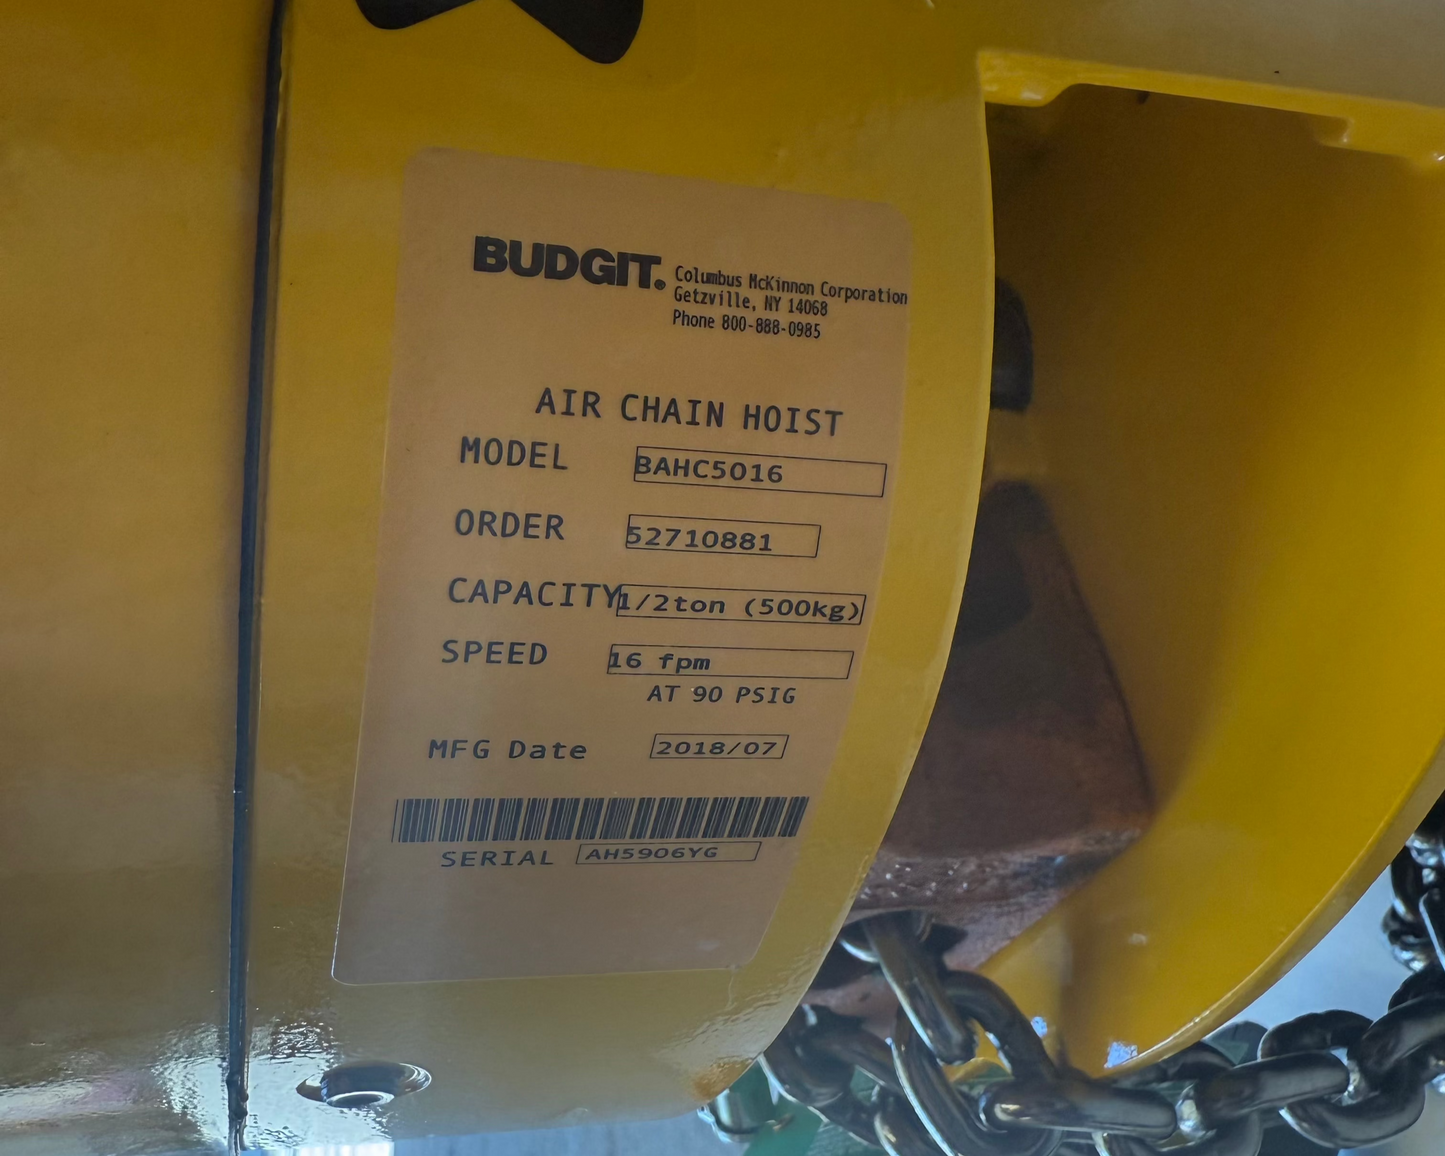 BUDGIT®
Columbus McKinnon Corporation
Getzville, NY 14068
Phone 800-888-0985
AIR CHAIN HOIST
MODEL BAHC5016
ORDER 52710881
CAPACITY 1/2ton (500kg)
SPEED 16 fpm
AT 90 PSIG
MFG Date 2018/07
SERIAL AH5906YG